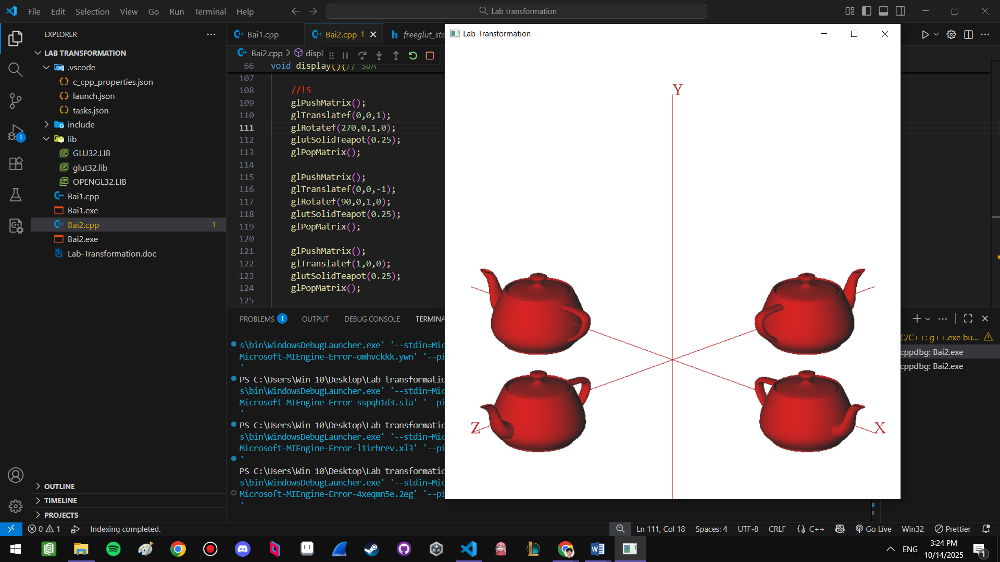 File Edit Selection View Go Run Terminal Help
Lab transformation
EXPLORER
LAB TRANSFORMATION
.vscode
c_cpp_properties.json
launch.json
tasks.json
include
lib
GLU32.LIB
glut32.lib
OPENGL32.LIB
Bai1.cpp
Bai1.exe
Bai2.cpp 1
Bai2.exe
Lab-Transformation.doc
OUTLINE
TIMELINE
PROJECTS
1
Bai1.cpp
Bai2.cpp 1
freeglut_std
Bai2.cpp > displ
66 void display(){// SUA
107
108 //!5
109 glPushMatrix();
110 glTranslatef(0,0,1);
111 glRotatef(270,0,1,0);
112 glutSolidTeapot(0.25);
113 glPopMatrix();
114
115 glPushMatrix();
116 glTranslatef(0,0,-1);
117 glRotatef(90,0,1,0);
118 glutSolidTeapot(0.25);
119 glPopMatrix();
120
121 glPushMatrix();
122 glTranslatef(1,0,0);
123 glutSolidTeapot(0.25);
124 glPopMatrix();
125
PROBLEMS 1 OUTPUT DEBUG CONSOLE TERMINA
s\bin\WindowsDebugLauncher.exe' '--stdin=Mic
Microsoft-MIEngine-Error-omhvckkk.ywn' '--pi
'
PS C:\Users\Win 10\Desktop\Lab transformatic
s\bin\WindowsDebugLauncher.exe' '--stdin=Mic
Microsoft-MIEngine-Error-sspqh1d3.sla' '--pi
'
PS C:\Users\Win 10\Desktop\Lab transformatic
s\bin\WindowsDebugLauncher.exe' '--stdin=Mic
Microsoft-MIEngine-Error-l1irbrev.xl3' '--pi
'
PS C:\Users\Win 10\Desktop\Lab transformatic
s\bin\WindowsDebugLauncher.exe' '--stdin=Mic
Microsoft-MIEngine-Error-4xeqmn5e.2eg' '--pi
'
Lab-Transformation
Y
Z
X
C/C++: g++.exe bu...
cppdbg: Bai2.exe
cppdbg: Bai2.exe
0 1 Indexing completed.
Ln 111, Col 18 Spaces: 4 UTF-8 CRLF C++ Go Live Win32 Prettier
ENG
3:24 PM
10/14/2025
1